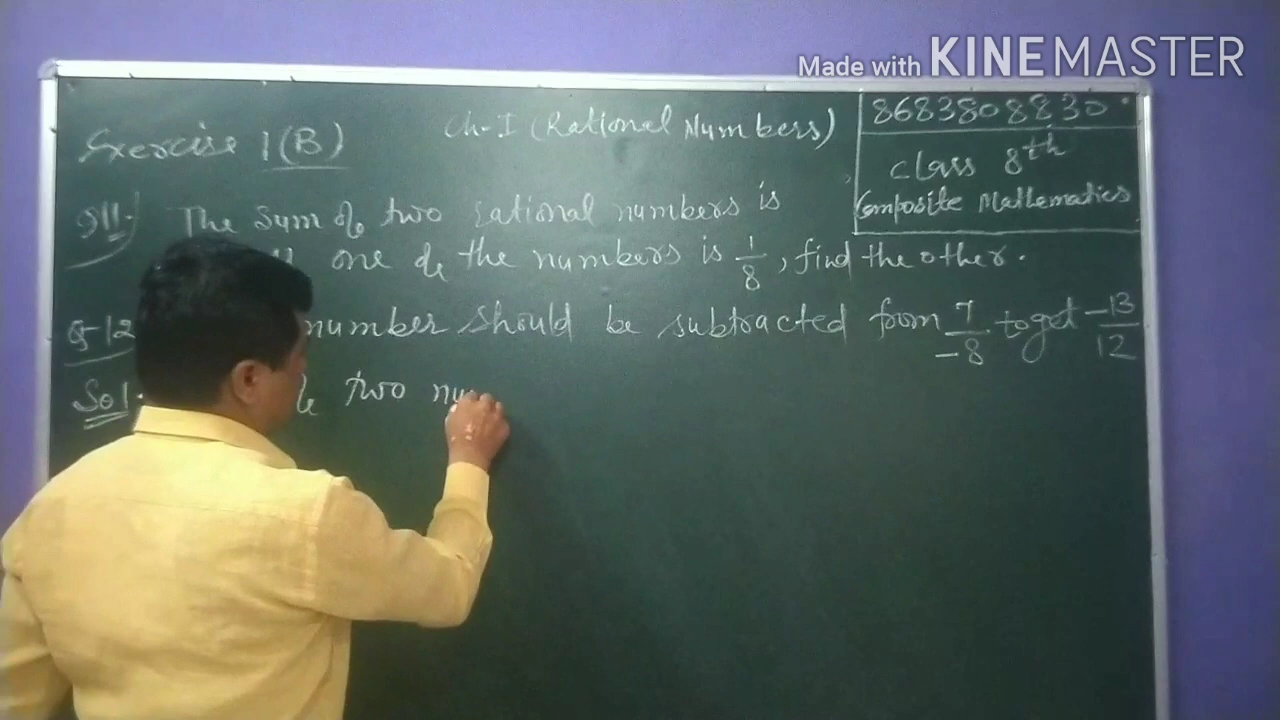 Made with KINEMASTER
8683808830
Ch-I (Rational Numbers)
Exercise 1(B)
class 8th
Composite Mathematics
Q11. The sum of two rational numbers is
one of the numbers is 1/8, find the other.
Q-12 number should be subtracted from 7/-8 to get -13/12
Sol. of two nu